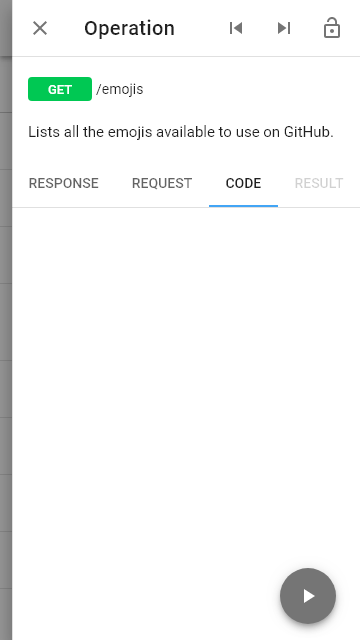 Operation
GET /emojis
Lists all the emojis available to use on GitHub.
RESPONSE REQUEST CODE RESULT